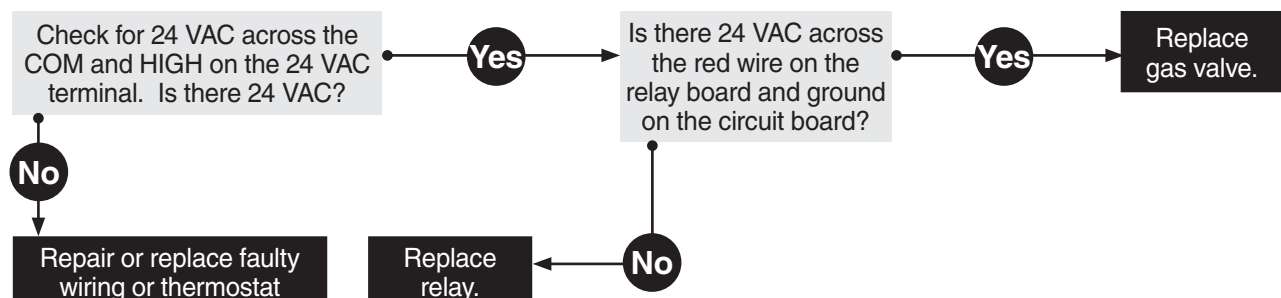 Check for 24 VAC across the
COM and HIGH on the 24 VAC
terminal.  Is there 24 VAC?
Yes
Is there 24 VAC across
the red wire on the
relay board and ground
on the circuit board?
Yes
Replace
gas valve.
No
Repair or replace faulty
wiring or thermostat
No
Replace
relay.